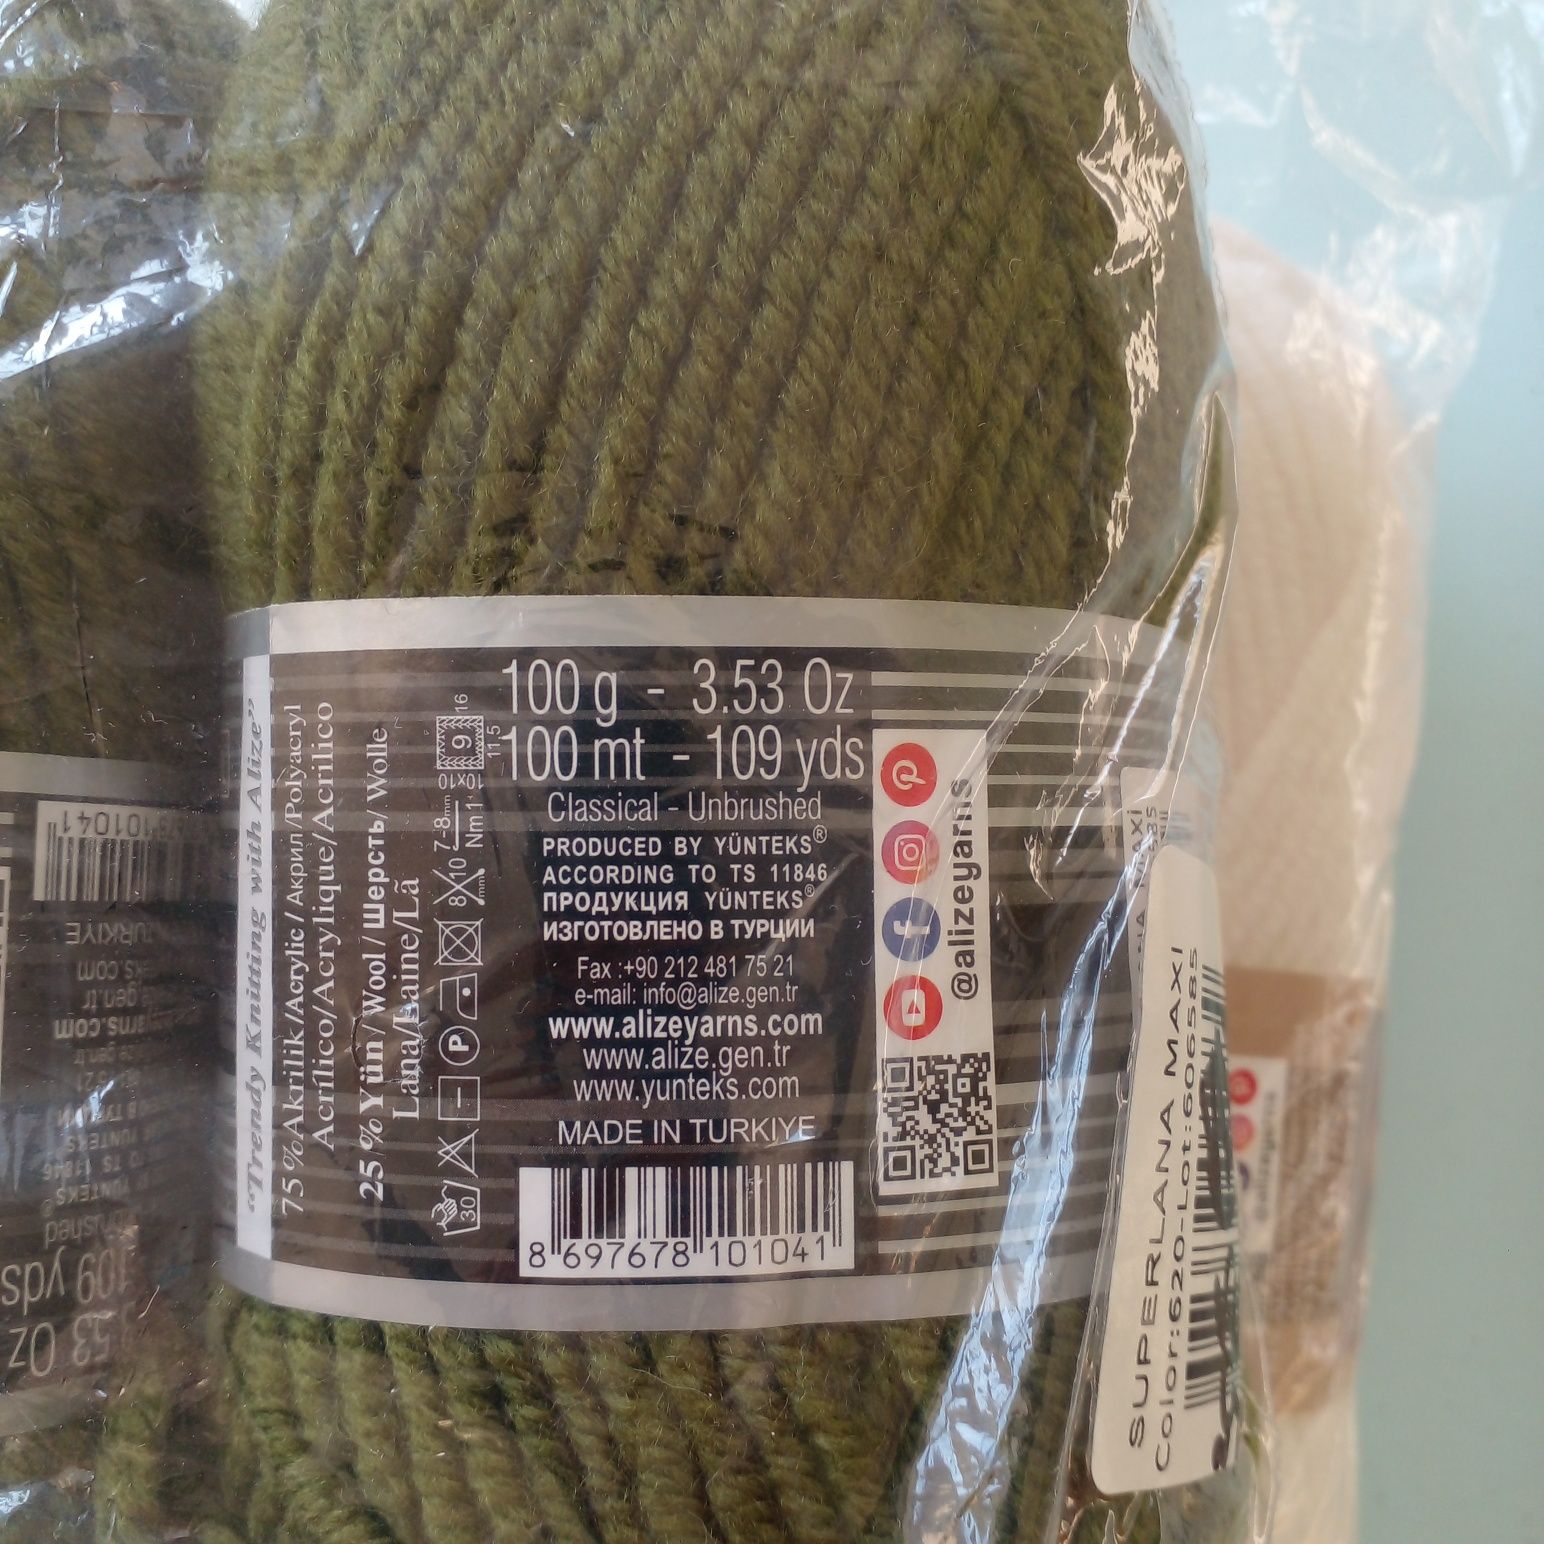 "Trendy Knitting with Alize"
75 % Akrilik / Acrylic / Акрил / Polyacryl
Acrílico/Acrylique/Acrilico
25 % Yün / Wool / Шерсть / Wolle
Lana/Laine/Lã
30
P
8
10
mm
7-8 mm
Nm 1
10X10
9
16
11,5
100 g - 3.53 Oz
100 mt - 109 yds
Classical - Unbrushed
PRODUCED BY YÜNTEKS®
ACCORDING TO TS 11846
ПРОДУКЦИЯ YÜNTEKS®
ИЗГОТОВЛЕНО В ТУРЦИИ
Fax :+90 212 481 75 21
e-mail: info@alize.gen.tr
www.alizeyarns.com
www.alize.gen.tr
www.yunteks.com
MADE IN TURKIYE
8 697678 101041
@alizeyarns
SUPERLANA MAXI
Color:620-Lot:606585